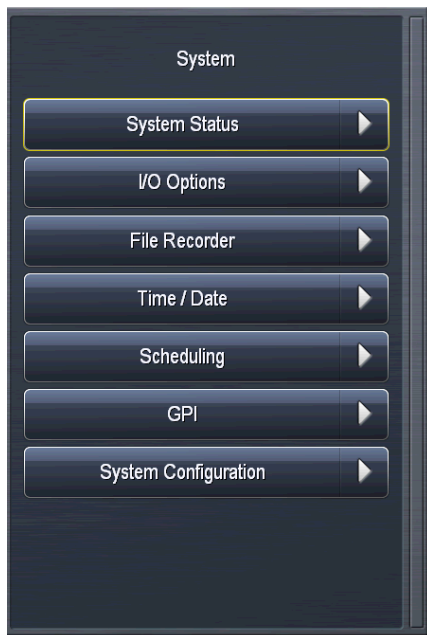 System
System Status
I/O Options
File Recorder
Time / Date
Scheduling
GPI
System Configuration